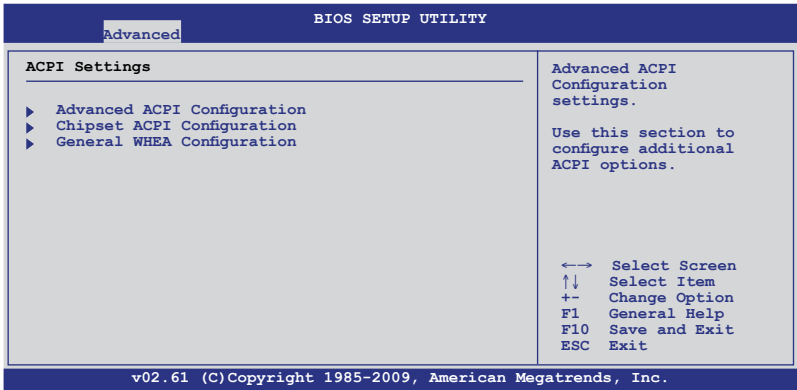 BIOS SETUP UTILITY
Advanced
ACPI Settings
Advanced ACPI Configuration
Chipset ACPI Configuration
General WHEA Configuration
Advanced ACPI
Configuration
settings.
Use this section to
configure additional
ACPI options.
←→ Select Screen
↑↓ Select Item
+- Change Option
F1 General Help
F10 Save and Exit
ESC Exit
v02.61 (C)Copyright 1985-2009, American Megatrends, Inc.